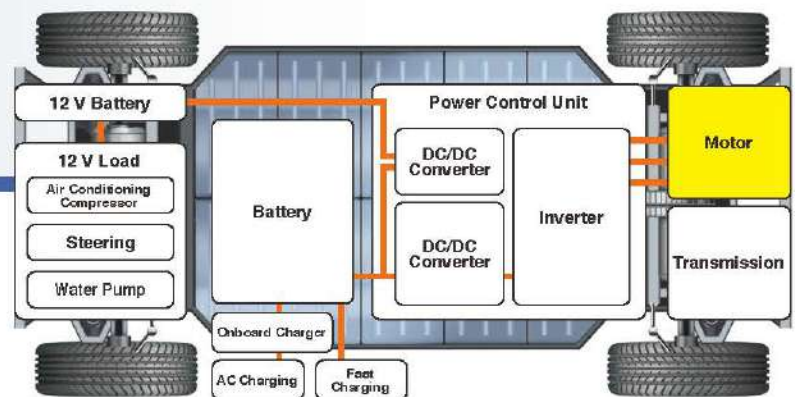 12 V Battery
12 V Load
Air Conditioning
Compressor
Steering
Water Pump
Battery
Onboard Charger
AC Charging
Fast
Charging
Power Control Unit
DC/DC
Converter
DC/DC
Converter
Inverter
Motor
Transmission